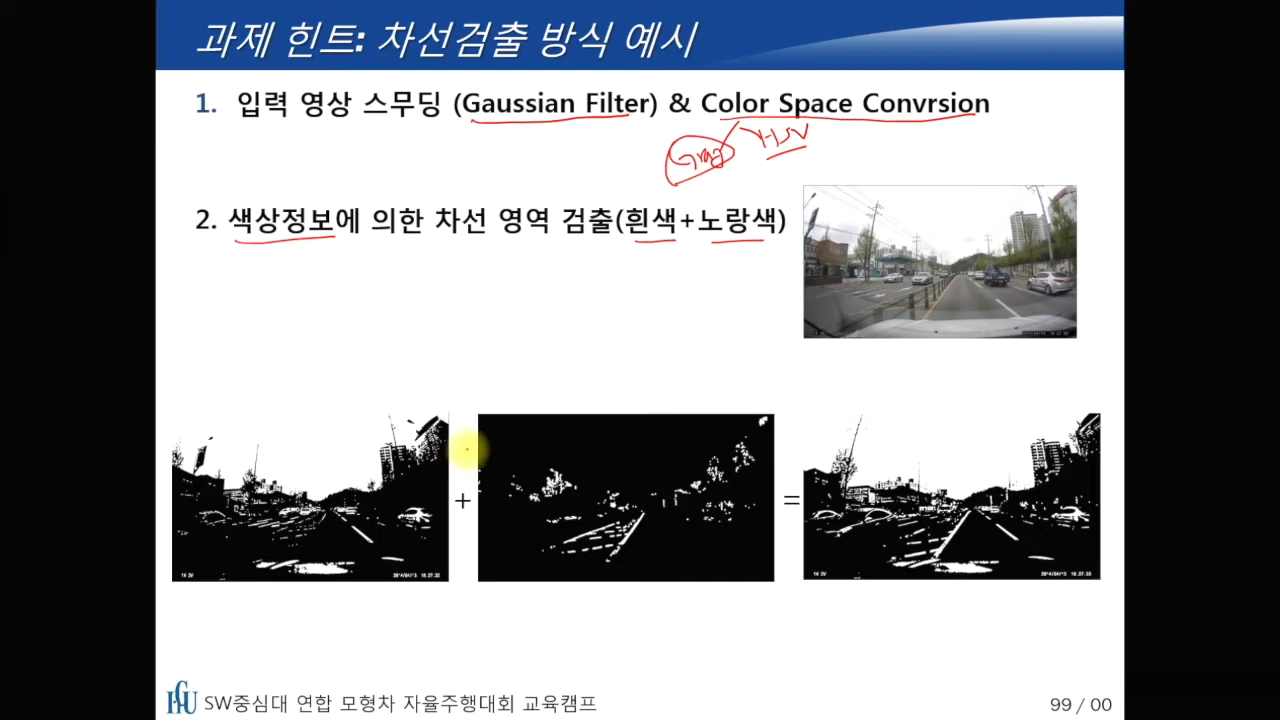 과제 힌트: 차선검출 방식 예시
1. 입력 영상 스무딩 (Gaussian Filter) & Color Space Convrsion
Gray HSV
2. 색상정보에 의한 차선 영역 검출(흰색+노랑색)
+ =
SW중심대 연합 모형차 자율주행대회 교육캠프
99 / 00